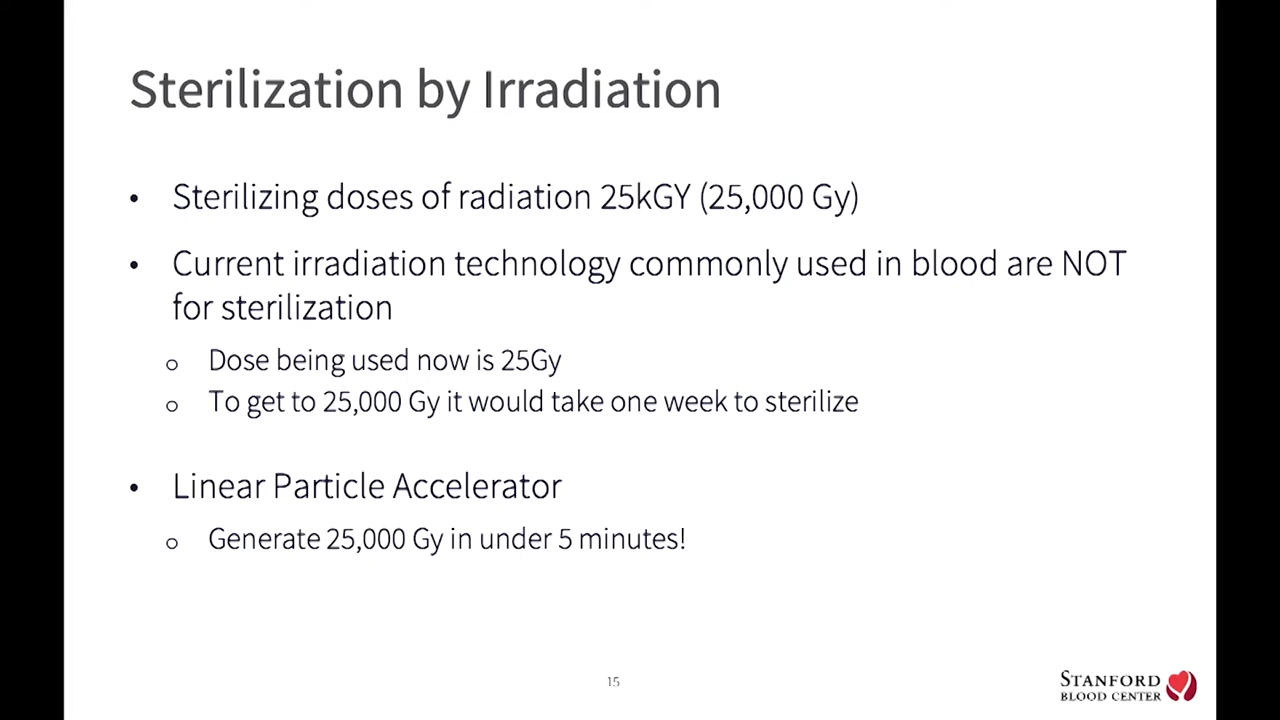 Sterilization by Irradiation
• Sterilizing doses of radiation 25kGY (25,000 Gy)
• Current irradiation technology commonly used in blood are NOT
for sterilization
o Dose being used now is 25Gy
o To get to 25,000 Gy it would take one week to sterilize
• Linear Particle Accelerator
o Generate 25,000 Gy in under 5 minutes!
15
STANFORD
BLOOD CENTER